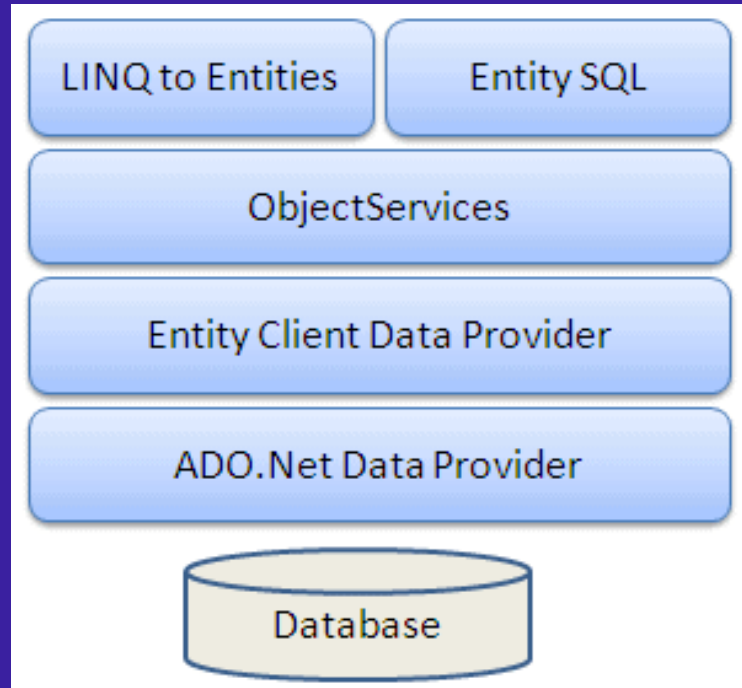 LINQ to Entities
Entity SQL
ObjectServices
Entity Client Data Provider
ADO.Net Data Provider
Database